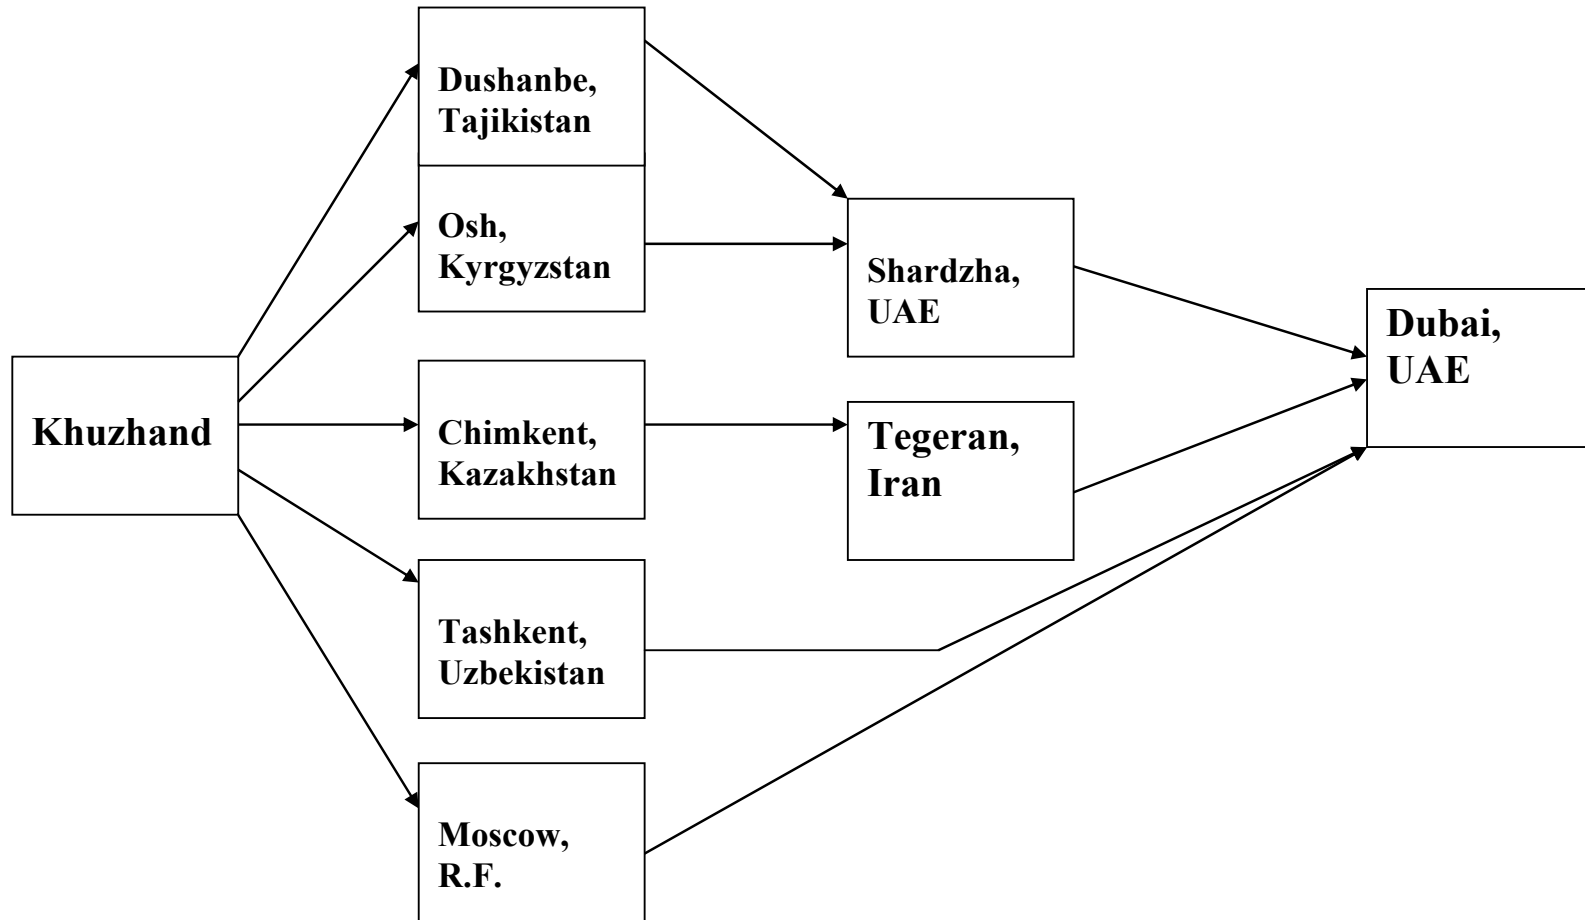 Dushanbe,
Tajikistan
Osh,
Kyrgyzstan
Shardzha,
UAE
Dubai,
UAE
Khuzhand
Chimkent,
Kazakhstan
Tegeran,
Iran
Tashkent,
Uzbekistan
Moscow,
R.F.